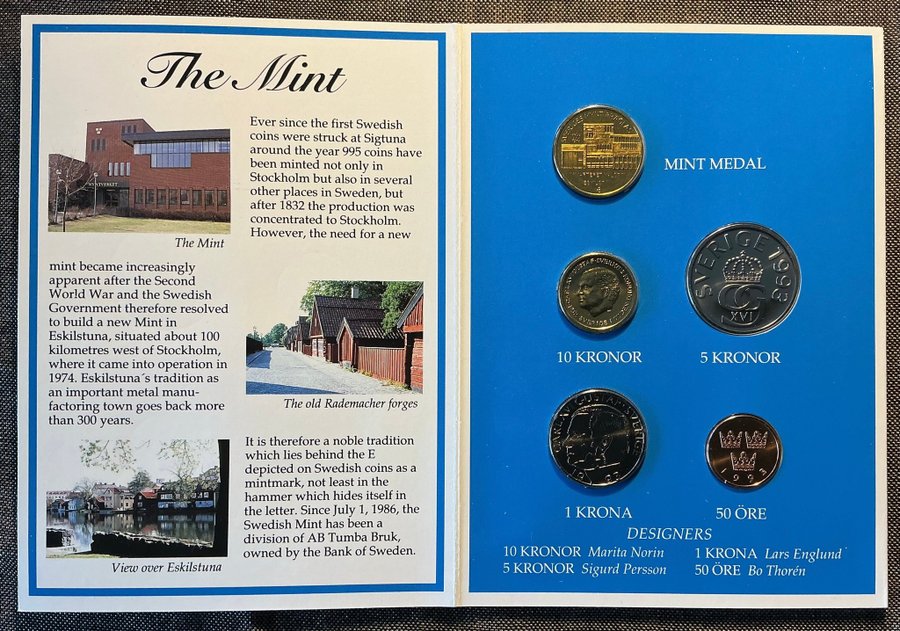 The Mint
Ever since the first Swedish
coins were struck at Sigtuna
around the year 995 coins have
been minted not only in
Stockholm but also in several
other places in Sweden, but
after 1832 the production was
concentrated to Stockholm.
However, the need for a new
The Mint
mint became increasingly
apparent after the Second
World War and the Swedish
Government therefore resolved
to build a new Mint in
Eskilstuna, situated about 100
kilometres west of Stockholm,
where it came into operation in
1974. Eskilstuna´s tradition as
an important metal manu-
factoring town goes back more
than 300 years.
The old Rademacher forges
It is therefore a noble tradition
which lies behind the E
depicted on Swedish coins as a
mintmark, not least in the
hammer which hides itself in
the letter. Since July 1, 1986, the
Swedish Mint has been a
division of AB Tumba Bruk,
owned by the Bank of Sweden.
View over Eskilstuna
MINT MEDAL
SVERIGE 1993
XVI
10 KRONOR
5 KRONOR
1993
1 KRONA
50 ÖRE
DESIGNERS
10 KRONOR Marita Norin
1 KRONA Lars Englund
5 KRONOR Sigurd Persson
50 ÖRE Bo Thorén